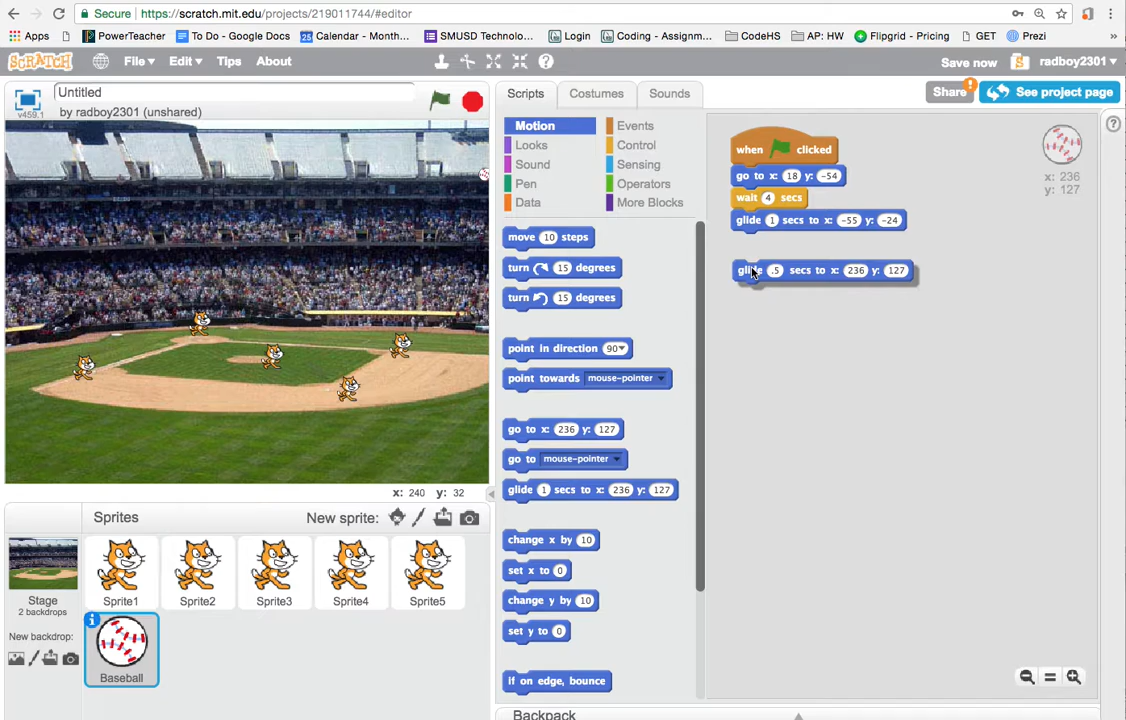 Secure https://scratch.mit.edu/projects/219011744/#editor
Apps PowerTeacher To Do - Google Docs Calendar - Month... SMUSD Technolo... Login Coding - Assignm... CodeHS AP: HW Flipgrid - Pricing GET Prezi
SCRATCH File Edit Tips About Save now radboy2301
v459.1
Untitled
by radboy2301 (unshared)
Scripts Costumes Sounds Share See project page
Motion Events
Looks Control
Sound Sensing
Pen Operators
Data More Blocks
move 10 steps
turn 15 degrees
turn 15 degrees
point in direction 90
point towards mouse-pointer
go to x: 236 y: 127
go to mouse-pointer
glide 1 secs to x: 236 y: 127
change x by 10
set x to 0
change y by 10
set y to 0
if on edge, bounce
when clicked
go to x: 18 y: -54
wait 4 secs
glide 1 secs to x: -55 y: -24
glide .5 secs to x: 236 y: 127
x: 236
y: 127
x: 240 y: 32
Sprites New sprite:
Stage
2 backdrops
New backdrop:
Sprite1 Sprite2 Sprite3 Sprite4 Sprite5
Baseball
Backpack